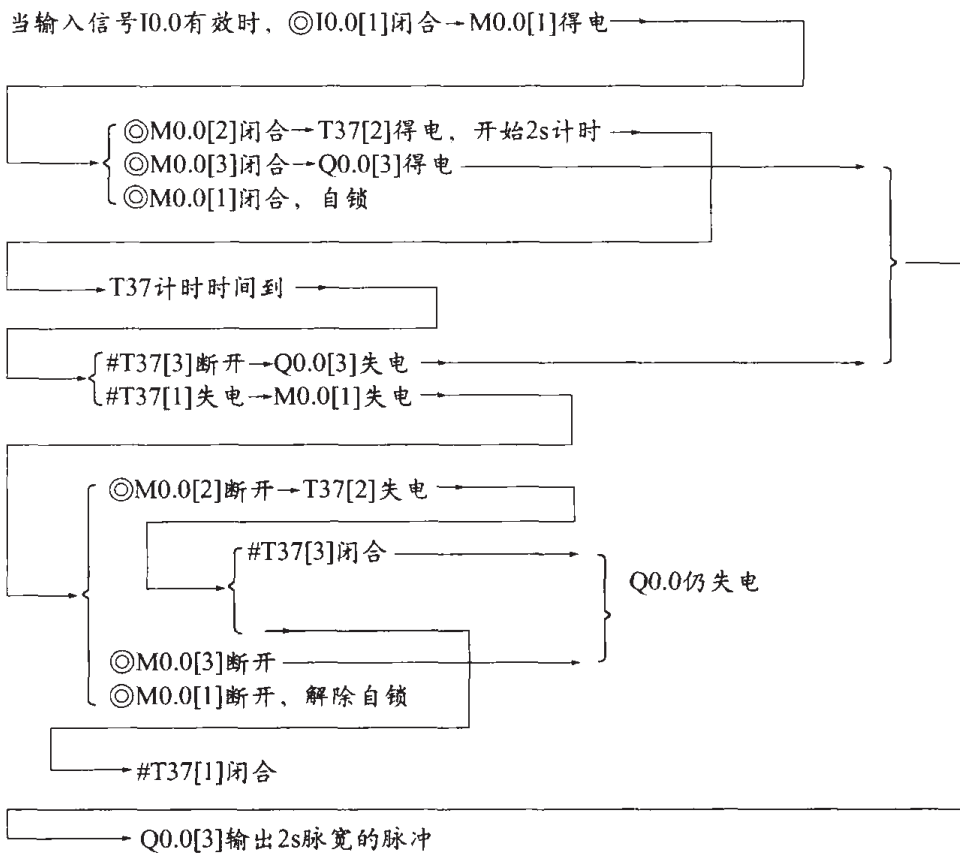 当输入信号I0.0有效时，◎I0.0[1]闭合→M0.0[1]得电
◎M0.0[2]闭合→T37[2]得电，开始2s计时
◎M0.0[3]闭合→Q0.0[3]得电
◎M0.0[1]闭合，自锁
T37计时时间到
#T37[3]断开→Q0.0[3]失电
#T37[1]失电→M0.0[1]失电
◎M0.0[2]断开→T37[2]失电
#T37[3]闭合
Q0.0仍失电
◎M0.0[3]断开
◎M0.0[1]断开，解除自锁
#T37[1]闭合
Q0.0[3]输出2s脉宽的脉冲